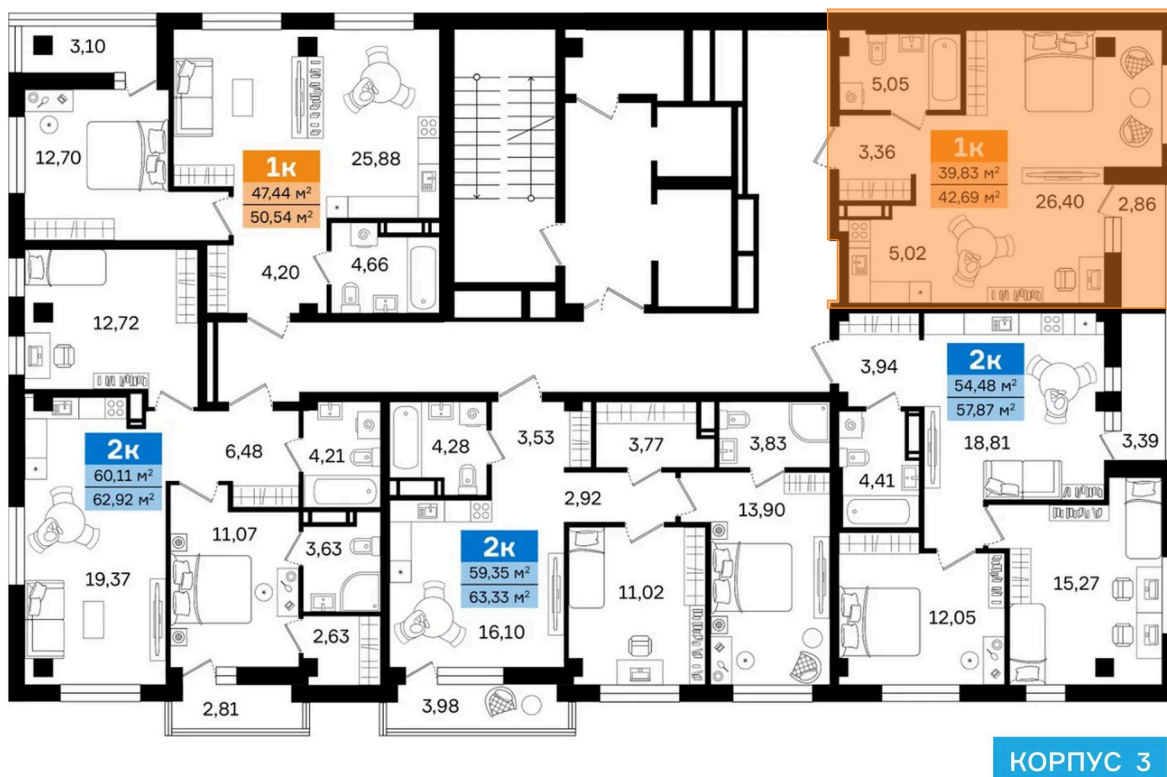 3,10
12,70
25,88
1к
47,44 м²
50,54 м²
4,20
4,66
5,05
3,36
1к
39,83 м²
42,69 м²
26,40
2,86
5,02
12,72
2к
60,11 м²
62,92 м²
6,48
4,21
11,07
3,63
19,37
2,63
2,81
4,28
3,53
3,77
3,83
2,92
13,90
2к
59,35 м²
63,33 м²
16,10
11,02
3,98
3,94
2к
54,48 м²
57,87 м²
18,81
3,39
4,41
12,05
15,27
КОРПУС 3